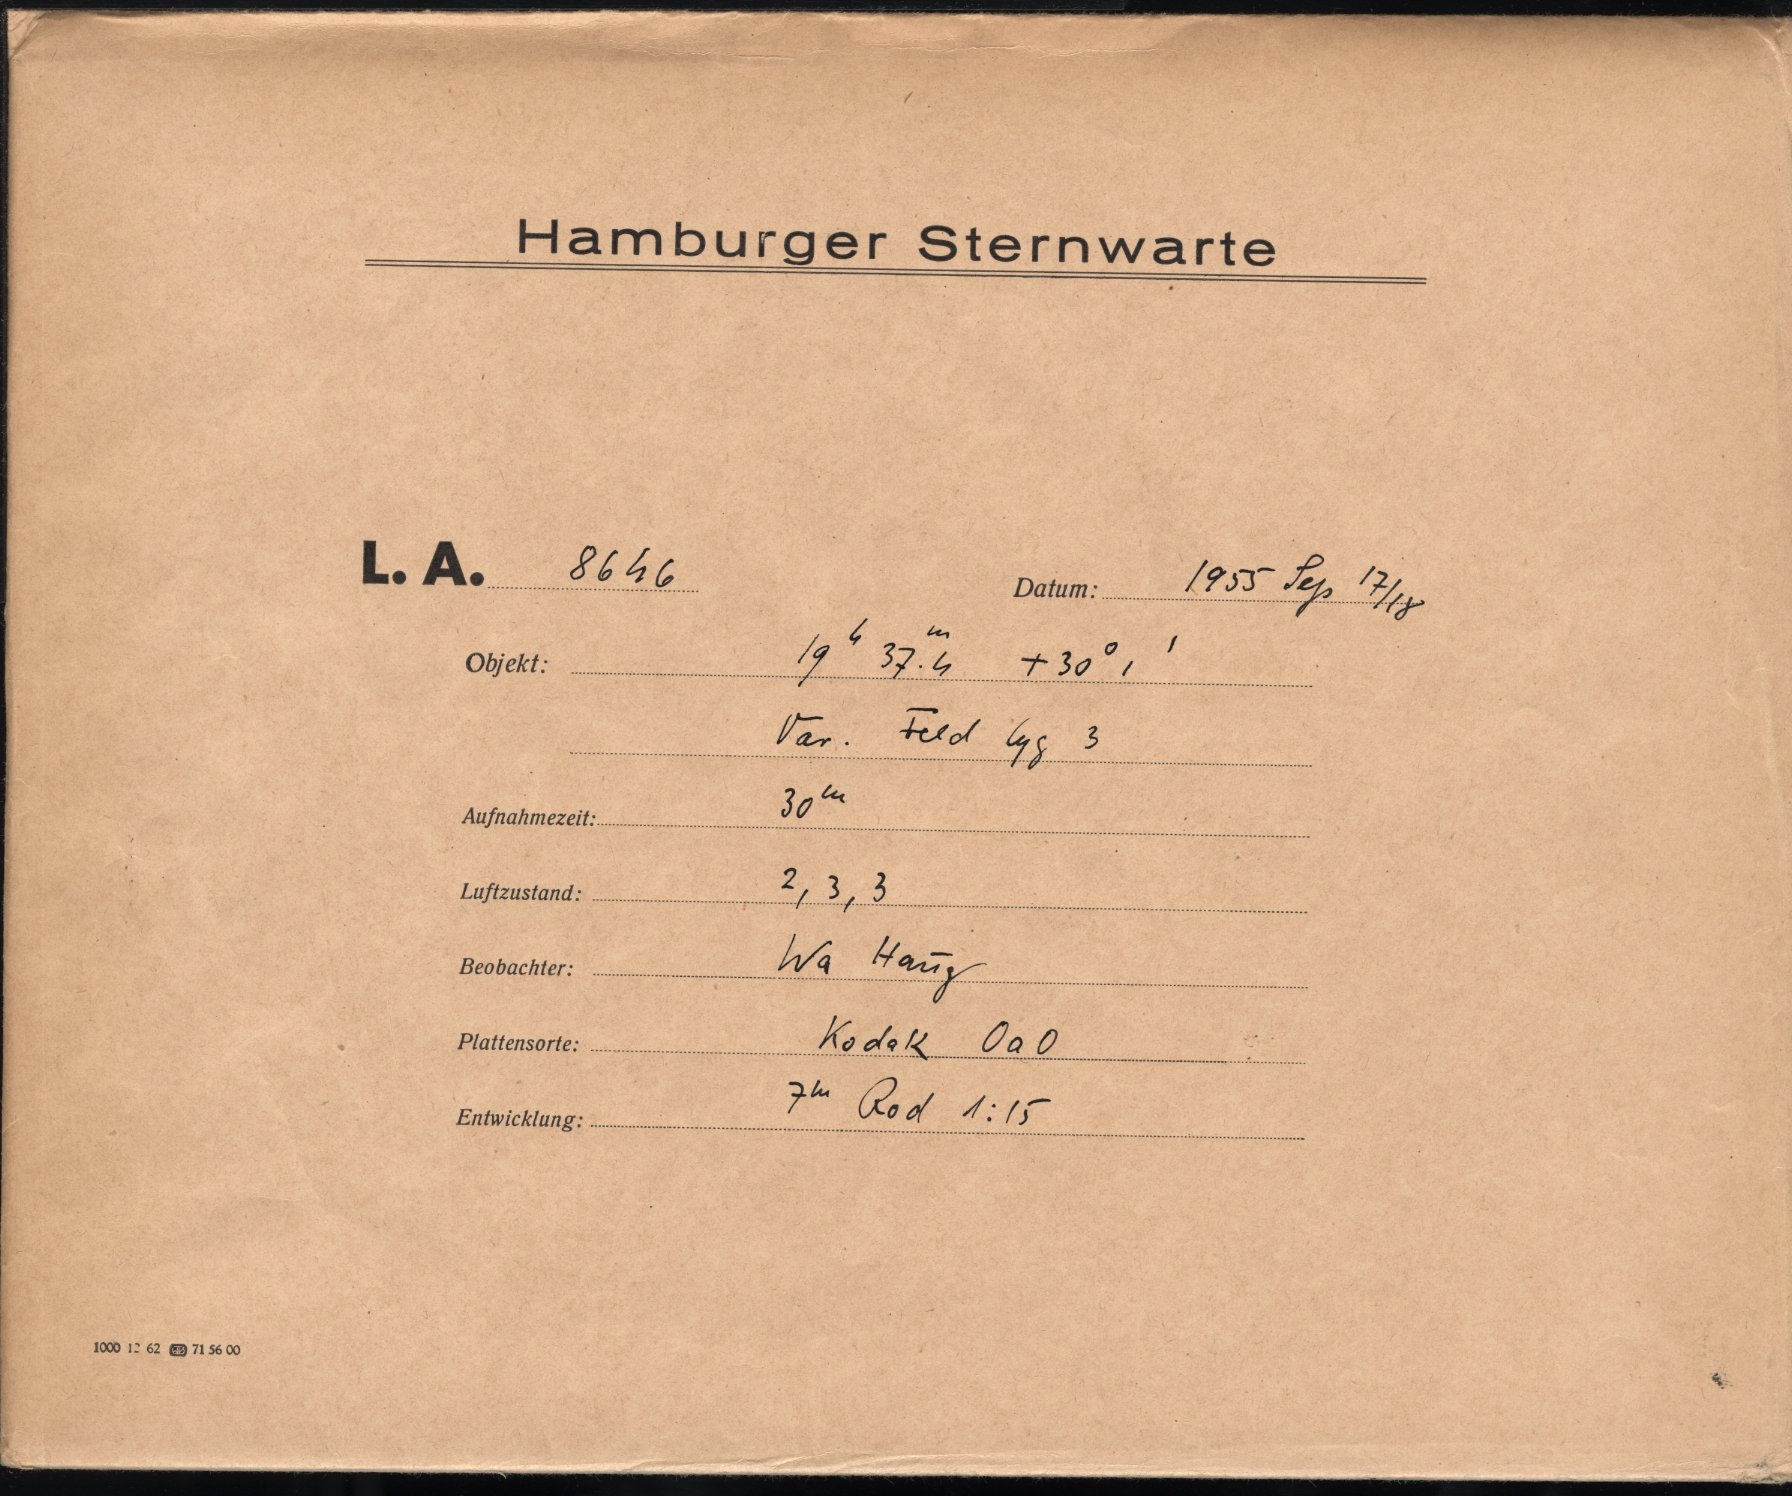 Hamburger Sternwarte
L. A. 8646 Datum: 1955 Sep 17/18
Objekt: 19ʰ 37.4ᵐ +30° 1'
Var. Feld Cyg 3
Aufnahmezeit: 30ᵐ
Luftzustand: 2, 3, 3
Beobachter: Wa Haug
Plattensorte: Kodak OaO
Entwicklung: 7ᵐ Rod 1:15
1000 12 62 71 56 00